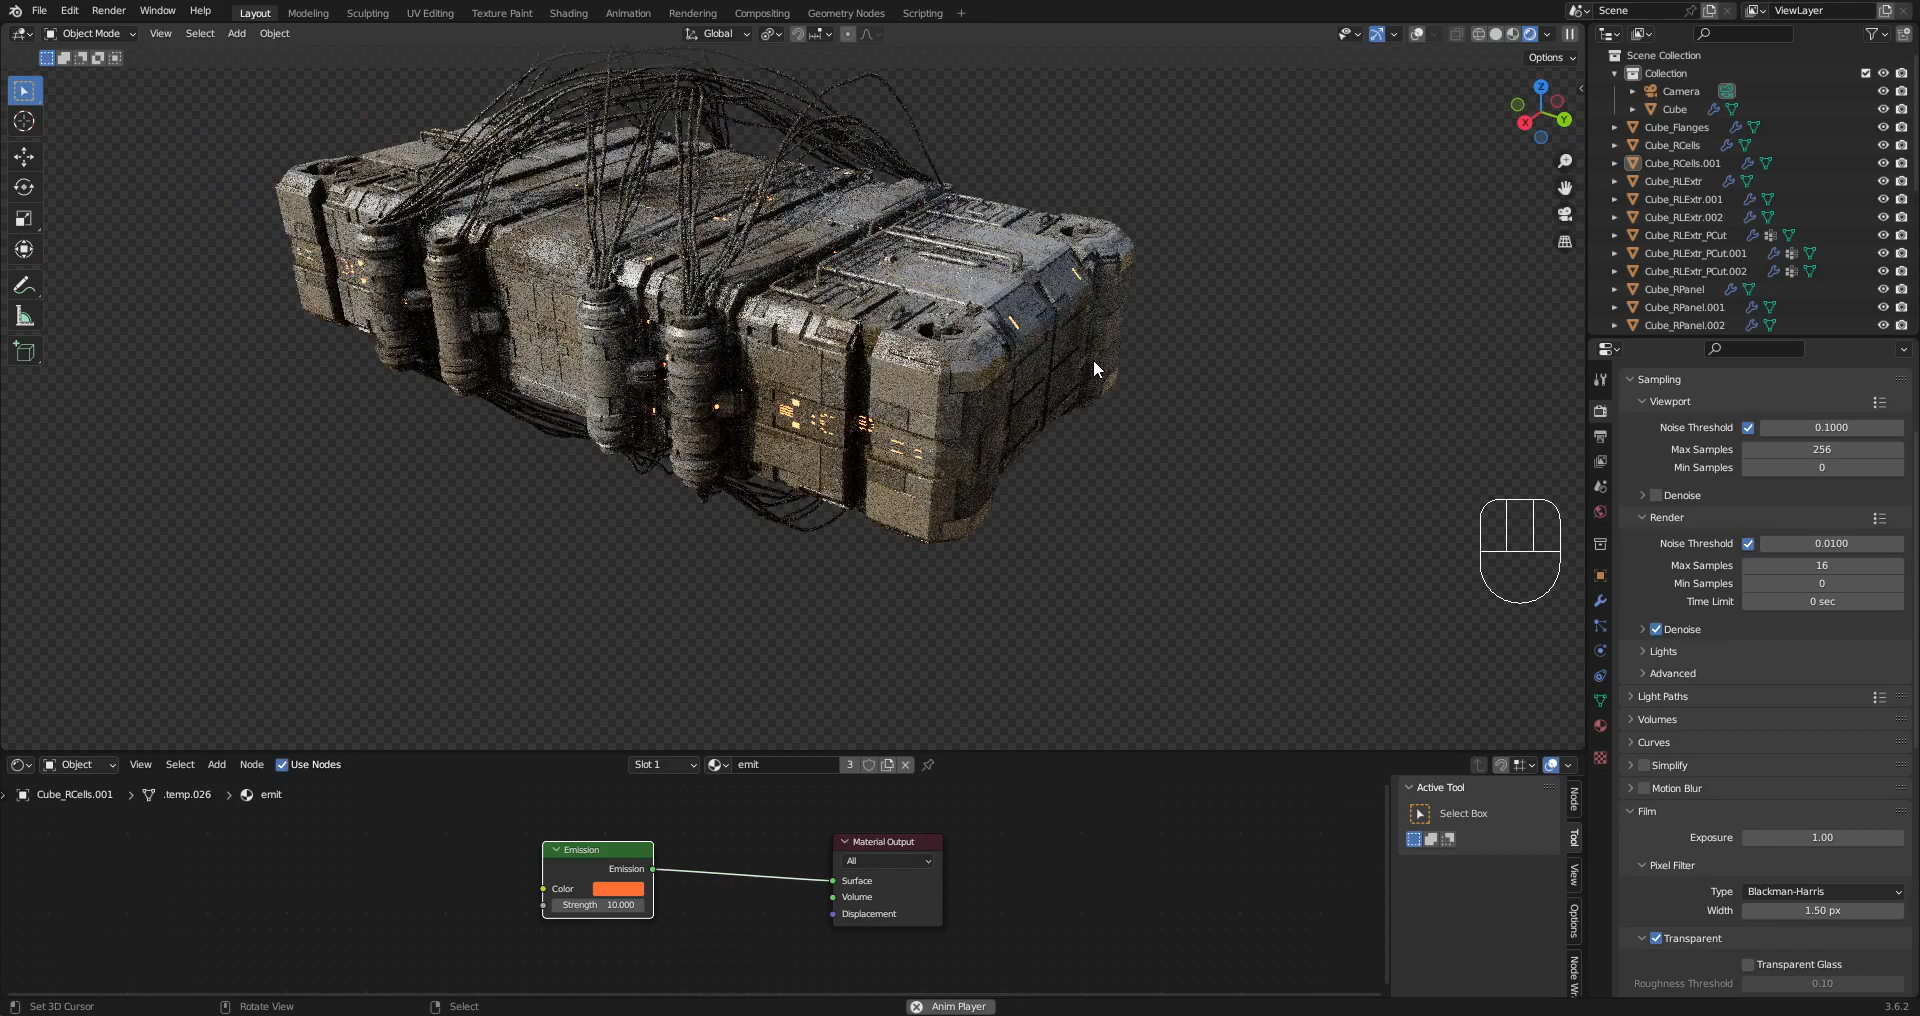 File Edit Render Window Help Layout Modeling Sculpting UV Editing Texture Paint Shading Animation Rendering Compositing Geometry Nodes Scripting + Scene ViewLayer
Object Mode View Select Add Object Global
Options
Z
X
Y
Scene Collection
Collection
Camera
Cube
Cube_Flanges
Cube_RCells
Cube_RCells.001
Cube_RLExtr
Cube_RLExtr.001
Cube_RLExtr.002
Cube_RLExtr_PCut
Cube_RLExtr_PCut.001
Cube_RLExtr_PCut.002
Cube_RPanel
Cube_RPanel.001
Cube_RPanel.002
Sampling
Viewport
Noise Threshold 0.1000
Max Samples 256
Min Samples 0
Denoise
Render
Noise Threshold 0.0100
Max Samples 16
Min Samples 0
Time Limit 0 sec
Denoise
Lights
Advanced
Light Paths
Volumes
Curves
Simplify
Motion Blur
Film
Exposure 1.00
Pixel Filter
Type Blackman-Harris
Width 1.50 px
Transparent
Transparent Glass
Roughness Threshold 0.10
Object View Select Add Node Use Nodes Slot 1 emit 3
Cube_RCells.001 .temp.026 emit
Emission
Emission
Color
Strength 10.000
Material Output
All
Surface
Volume
Displacement
Active Tool
Select Box
Node
Tool
View
Options
Node Wr
Set 3D Cursor Rotate View Select Anim Player 3.6.2